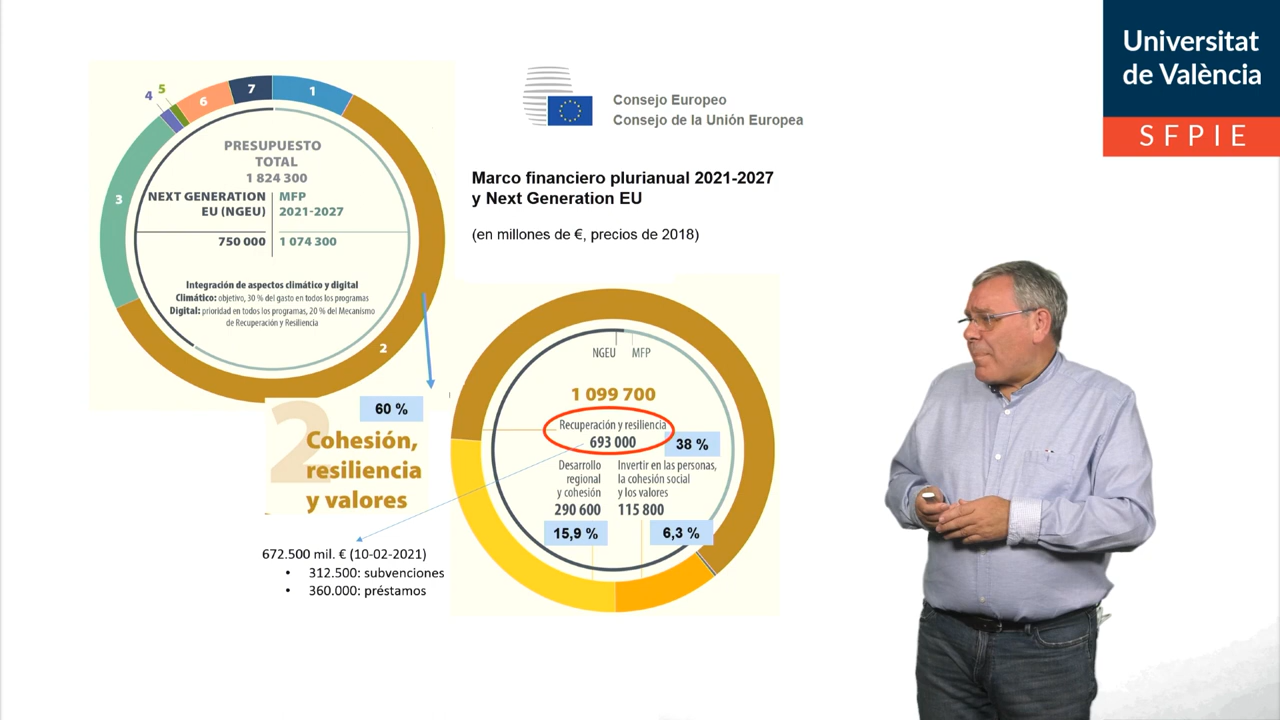 Universitat
de València
SFPIE
1
2
3
4
5
6
7
PRESUPUESTO
TOTAL
1 824 300
NEXT GENERATION
EU (NGEU)
MFP
2021-2027
750 000
1 074 300
Integración de aspectos climático y digital
Climático: objetivo, 30 % del gasto en todos los programas
Digital: prioridad en todos los programas, 20 % del Mecanismo
de Recuperación y Resiliencia
Consejo Europeo
Consejo de la Unión Europea
Marco financiero plurianual 2021-2027
y Next Generation EU
(en millones de €, precios de 2018)
60 %
2
Cohesión,
resiliencia
y valores
NGEU
MFP
1 099 700
Recuperación y resiliencia
693 000
38 %
Desarrollo
regional
y cohesión
290 600
Invertir en las personas,
la cohesión social
y los valores
115 800
15,9 %
6,3 %
672.500 mil. € (10-02-2021)
• 312.500: subvenciones
• 360.000: préstamos